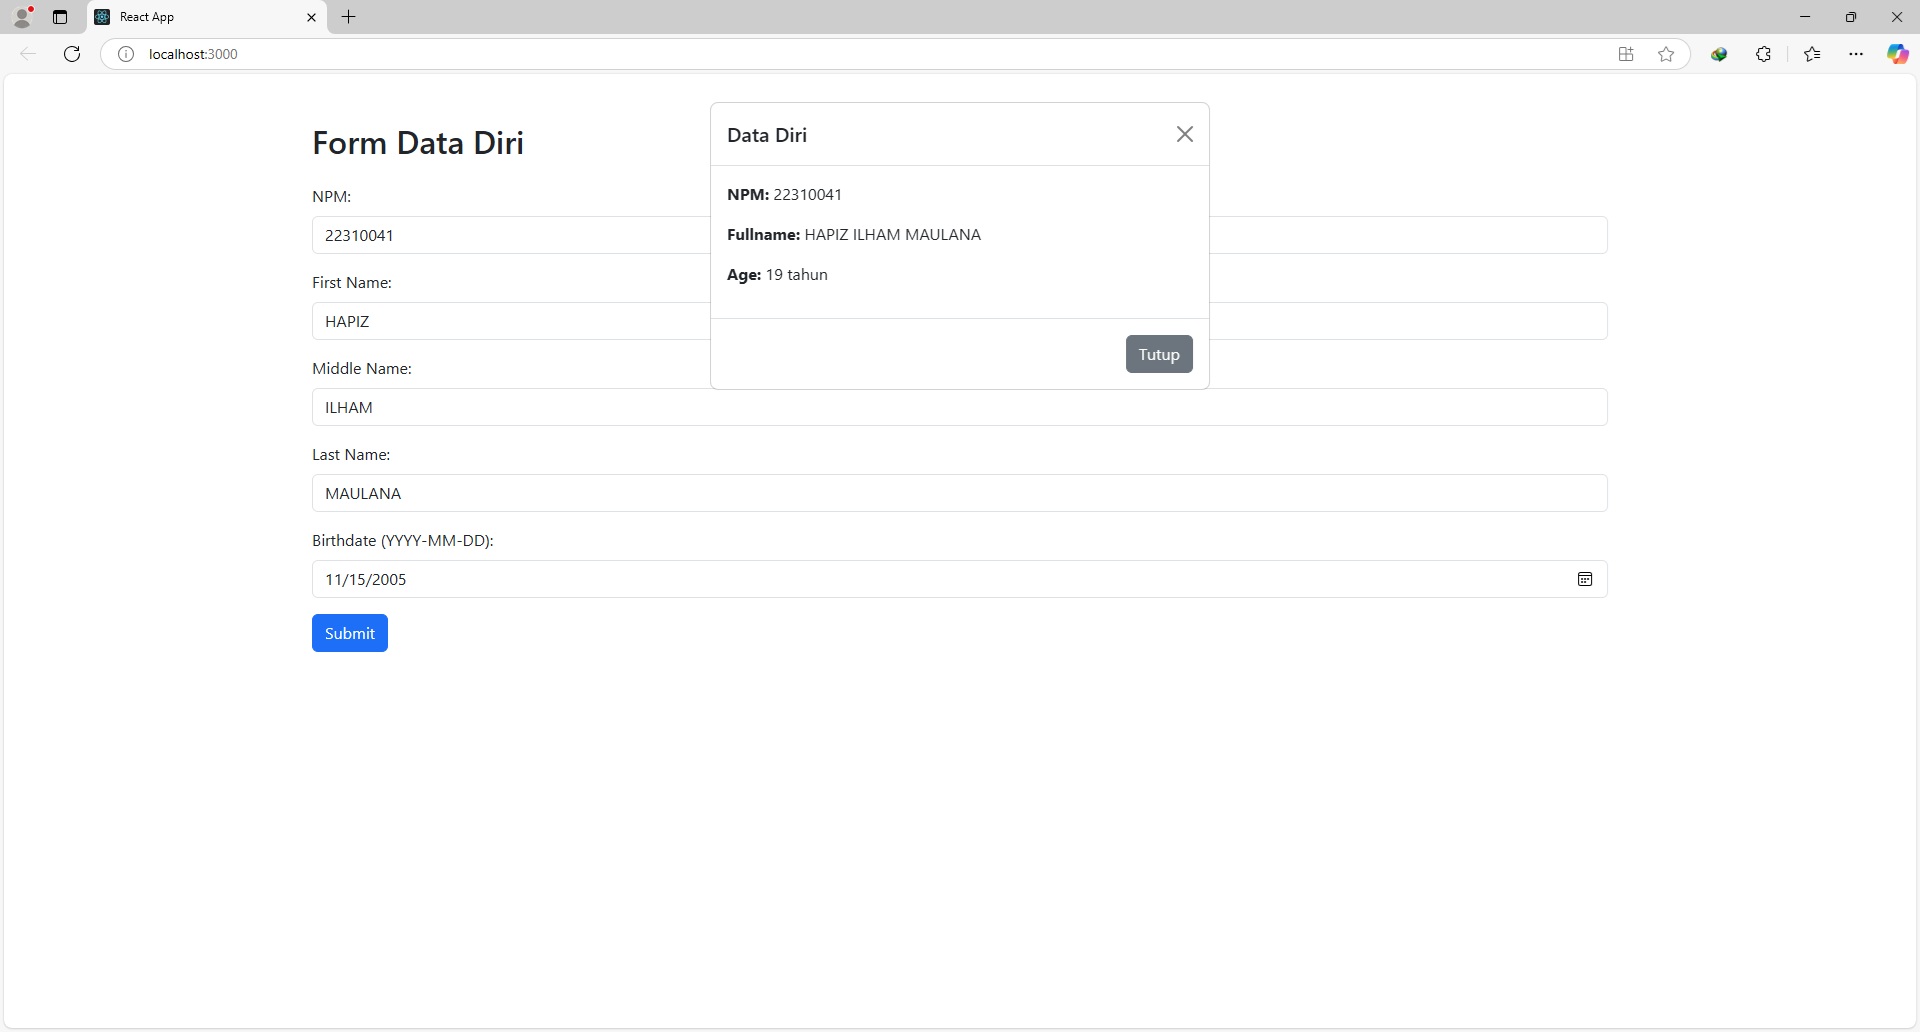 React App
localhost:3000
Form Data Diri
NPM:
22310041
First Name:
HAPIZ
Middle Name:
ILHAM
Last Name:
MAULANA
Birthdate (YYYY-MM-DD):
11/15/2005
Submit
Data Diri
NPM: 22310041
Fullname: HAPIZ ILHAM MAULANA
Age: 19 tahun
Tutup